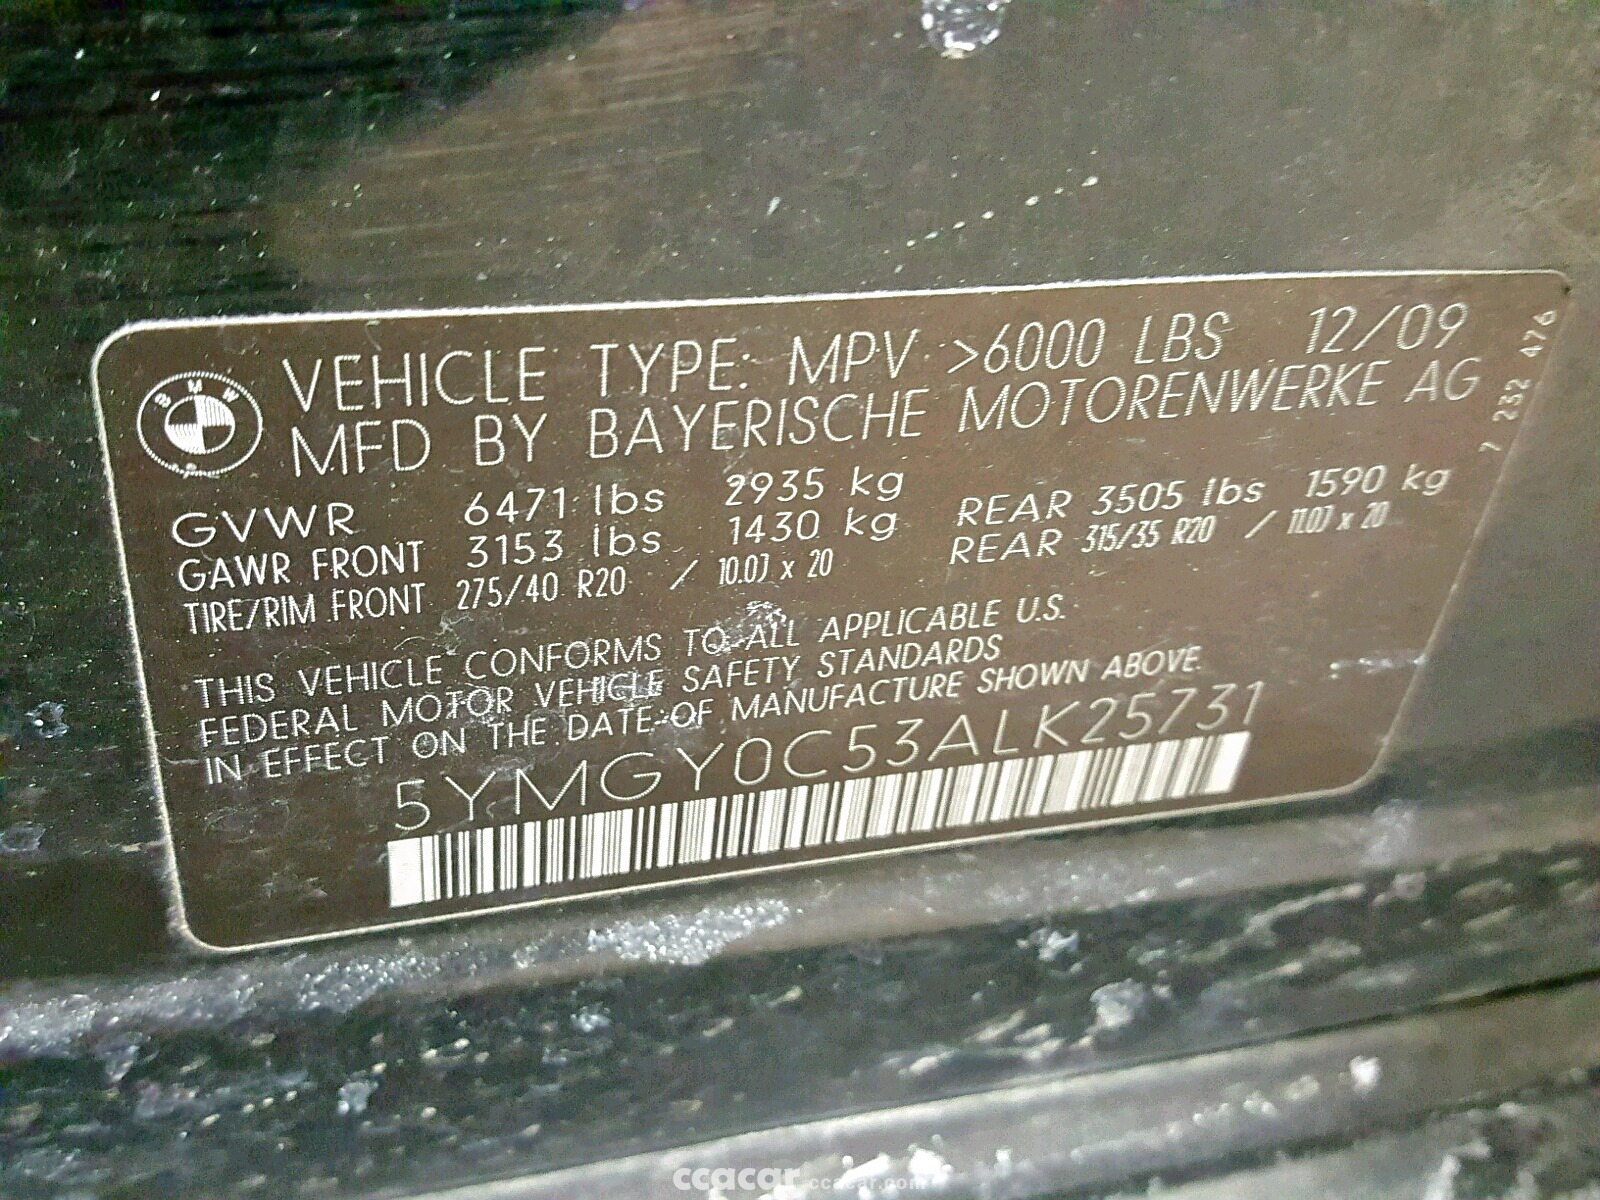 VEHICLE TYPE: MPV >6000 LBS 12/09
MFD BY BAYERISCHE MOTORENWERKE AG
GVWR 6471 lbs 2935 kg
GAWR FRONT 3153 lbs 1430 kg REAR 3505 lbs 1590 kg
TIRE/RIM FRONT 275/40 R20 / 10.0J x 20 REAR 315/35 R20 / 11.0J x 20
THIS VEHICLE CONFORMS TO ALL APPLICABLE U.S.
FEDERAL MOTOR VEHICLE SAFETY STANDARDS
IN EFFECT ON THE DATE OF MANUFACTURE SHOWN ABOVE.
5YMGY0C53ALK25731
7 232 476
BMW
ccacar ccacar.com